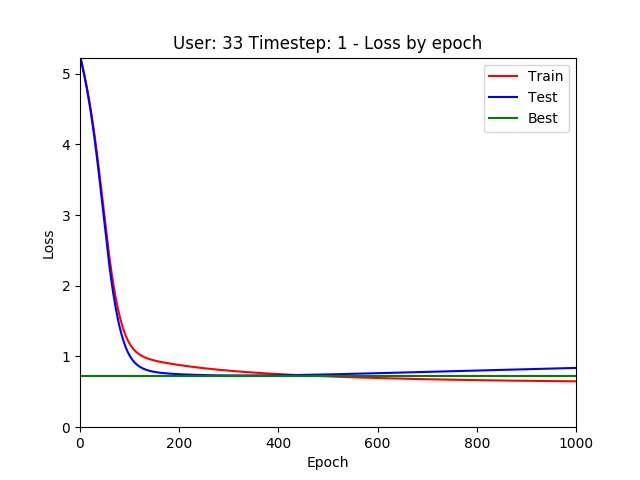 User: 33 Timestep: 1 - Loss by epoch
Train
Test
Best
5
4
3
2
1
0
Loss
0 200 400 600 800 1000
Epoch